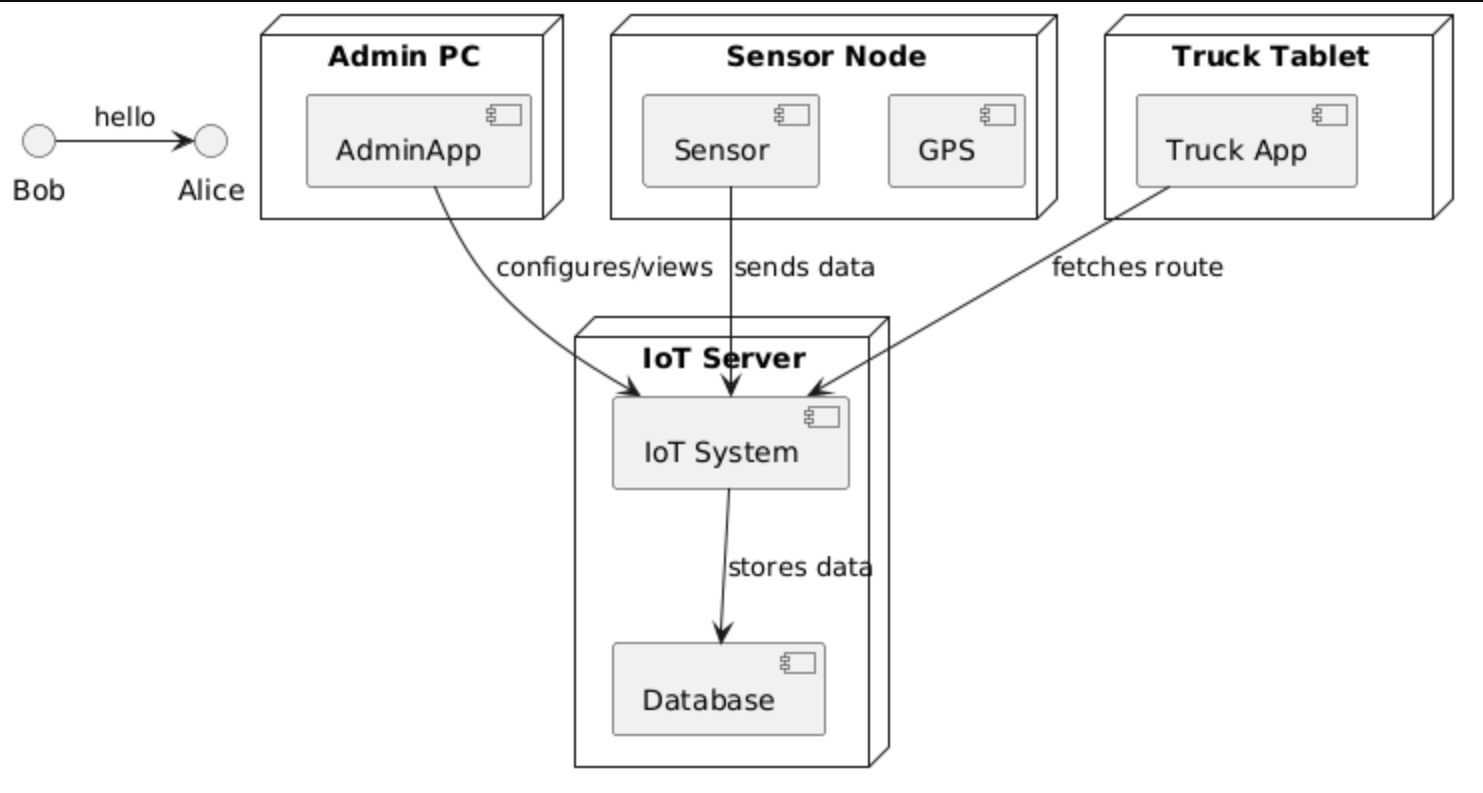 Admin PC
Sensor Node
Truck Tablet
hello
AdminApp
Sensor
GPS
Truck App
Bob
Alice
configures/views
sends data
fetches route
IoT Server
IoT System
stores data
Database